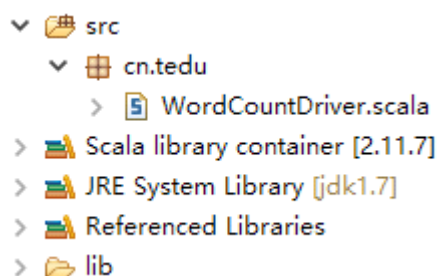 src
cn.tedu
WordCountDriver.scala
Scala library container [2.11.7]
JRE System Library [jdk1.7]
Referenced Libraries
lib